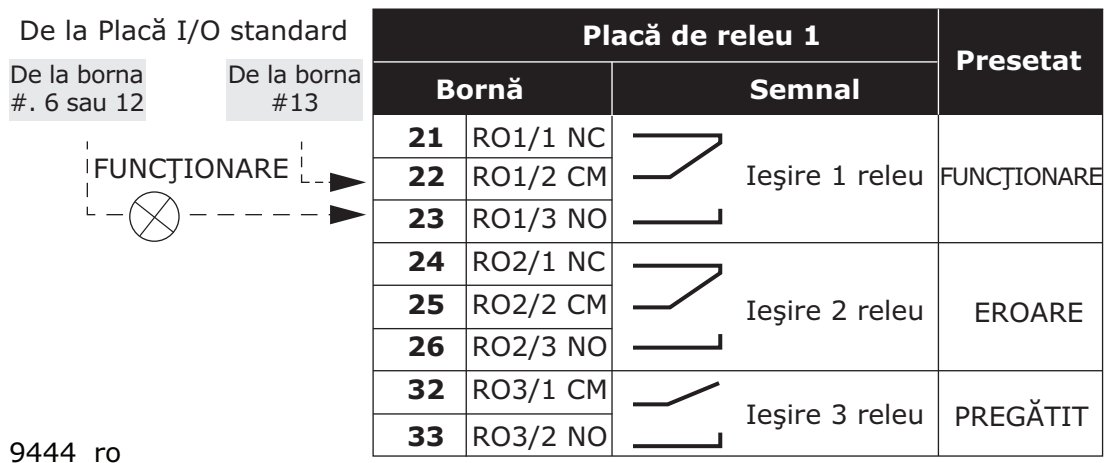 De la Placă I/O standard
De la borna
#. 6 sau 12
De la borna
#13
FUNCŢIONARE
Placă de releu 1
Presetat
Bornă
Semnal
21 RO1/1 NC
22 RO1/2 CM
23 RO1/3 NO
Ieşire 1 releu
FUNCŢIONARE
24 RO2/1 NC
25 RO2/2 CM
26 RO2/3 NO
Ieşire 2 releu
EROARE
32 RO3/1 CM
33 RO3/2 NO
Ieşire 3 releu
PREGĂTIT
9444 ro